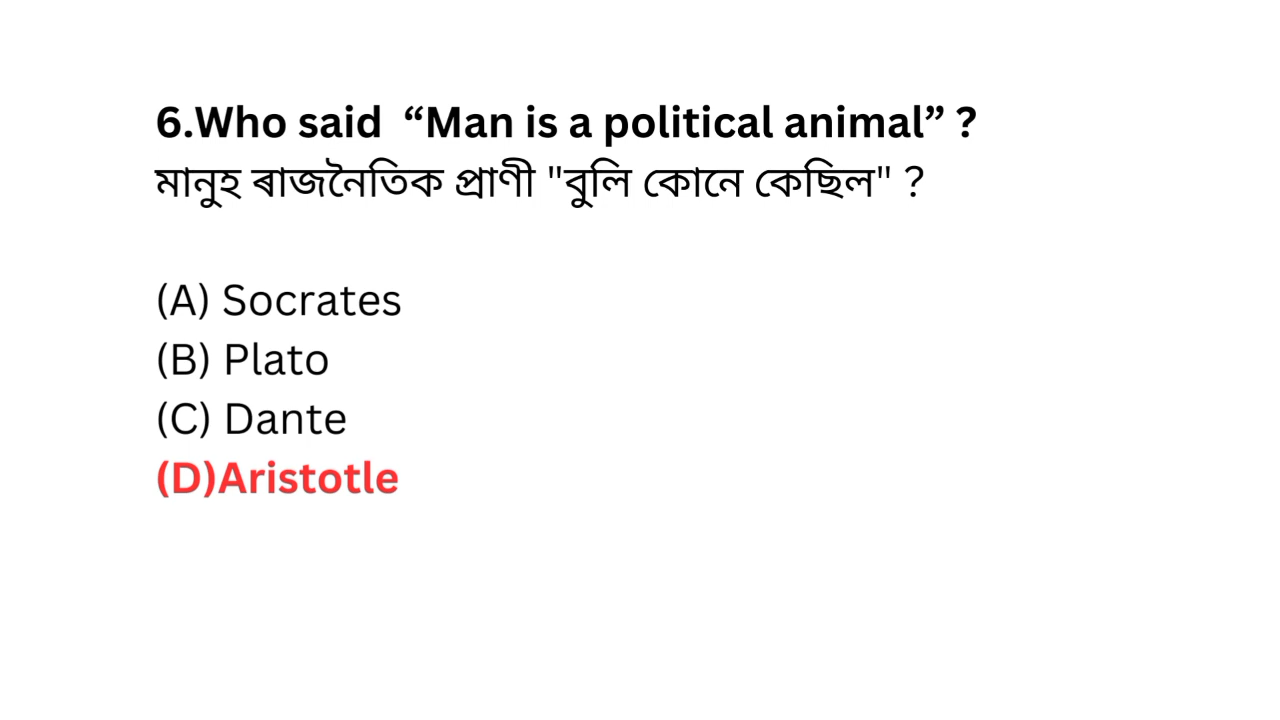 6.Who said “Man is a political animal” ?
মানুহ ৰাজনৈতিক প্ৰাণী "বুলি কোনে কেছিল" ?
(A) Socrates
(B) Plato
(C) Dante
(D)Aristotle